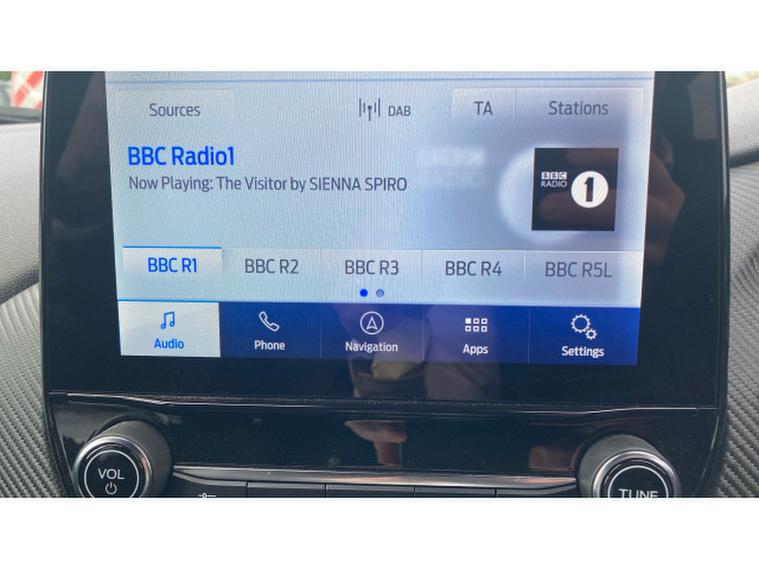 Sources DAB TA Stations
BBC Radio1
Now Playing: The Visitor by SIENNA SPIRO
BBC
RADIO 1
BBC R1 BBC R2 BBC R3 BBC R4 BBC R5L
Audio Phone Navigation Apps Settings
VOL TUNE